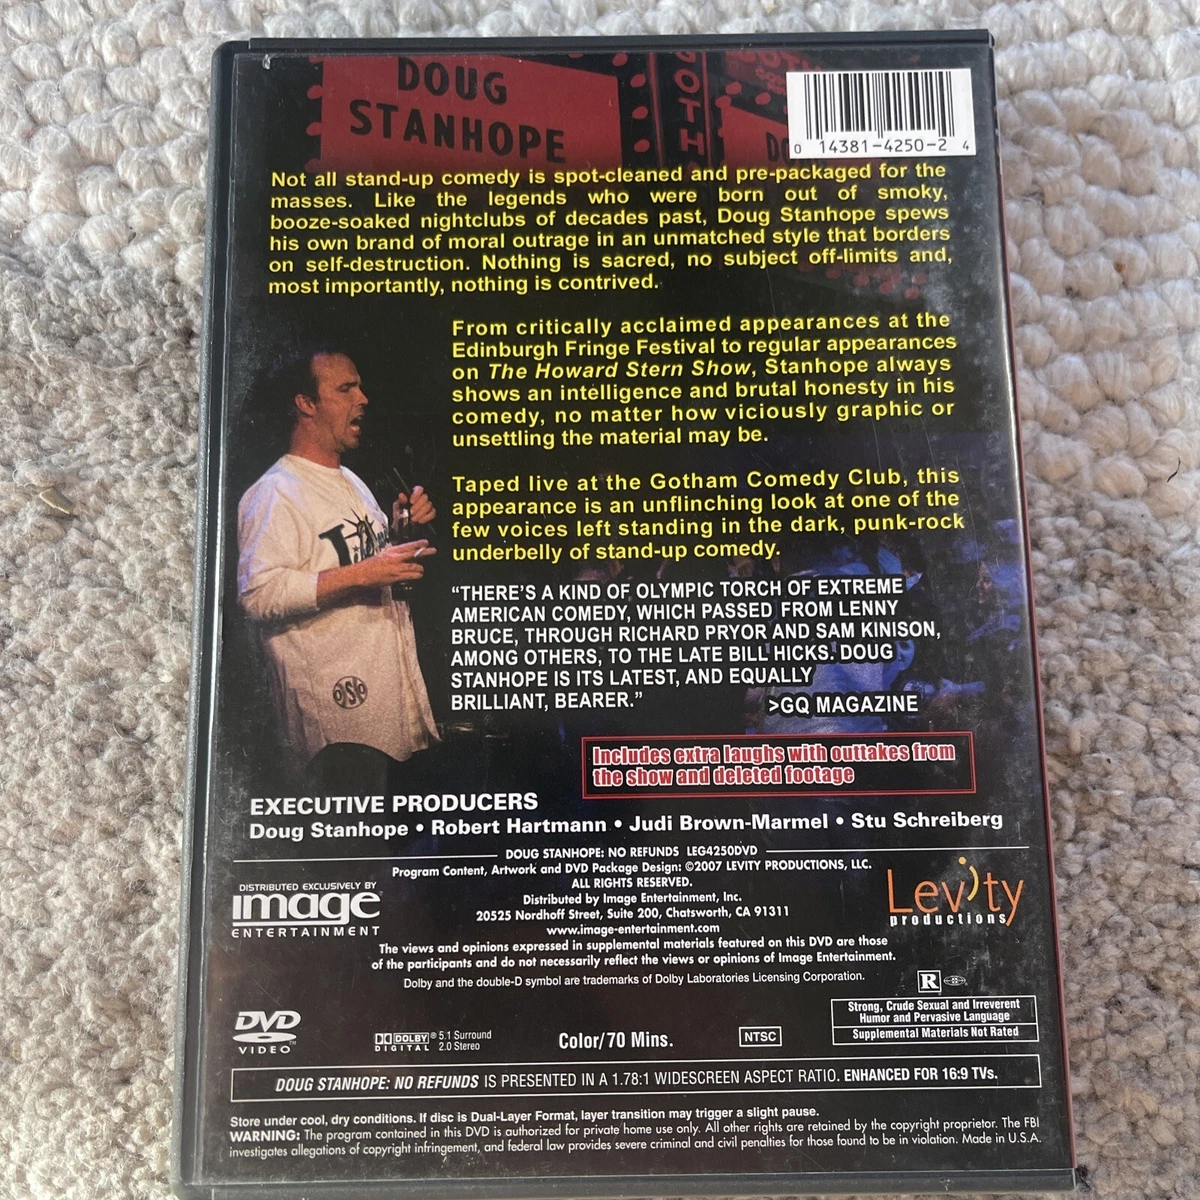 DOUG
STANHOPE
GOTH
DO
0 14381-4250-2 4
Not all stand-up comedy is spot-cleaned and pre-packaged for the
masses. Like the legends who were born out of smoky,
booze-soaked nightclubs of decades past, Doug Stanhope spews
his own brand of moral outrage in an unmatched style that borders
on self-destruction. Nothing is sacred, no subject off-limits and,
most importantly, nothing is contrived.
From critically acclaimed appearances at the
Edinburgh Fringe Festival to regular appearances
on The Howard Stern Show, Stanhope always
shows an intelligence and brutal honesty in his
comedy, no matter how viciously graphic or
unsettling the material may be.
Taped live at the Gotham Comedy Club, this
appearance is an unflinching look at one of the
few voices left standing in the dark, punk-rock
underbelly of stand-up comedy.
“THERE'S A KIND OF OLYMPIC TORCH OF EXTREME
AMERICAN COMEDY, WHICH PASSED FROM LENNY
BRUCE, THROUGH RICHARD PRYOR AND SAM KINISON,
AMONG OTHERS, TO THE LATE BILL HICKS. DOUG
STANHOPE IS ITS LATEST, AND EQUALLY
BRILLIANT, BEARER.”
>GQ MAGAZINE
Includes extra laughs with outtakes from
the show and deleted footage
EXECUTIVE PRODUCERS
Doug Stanhope • Robert Hartmann • Judi Brown-Marmel • Stu Schreiberg
DOUG STANHOPE: NO REFUNDS LEG4250DVD
Program Content, Artwork and DVD Package Design: ©2007 LEVITY PRODUCTIONS, LLC.
ALL RIGHTS RESERVED.
Distributed by Image Entertainment, Inc.
20525 Nordhoff Street, Suite 200, Chatsworth, CA 91311
www.image-entertainment.com
DISTRIBUTED EXCLUSIVELY BY
image
ENTERTAINMENT
Levity
productions
The views and opinions expressed in supplemental materials featured on this DVD are those
of the participants and do not necessarily reflect the views or opinions of Image Entertainment.
Dolby and the double-D symbol are trademarks of Dolby Laboratories Licensing Corporation.
R
Strong, Crude Sexual and Irreverent
Humor and Pervasive Language
Supplemental Materials Not Rated
DVD
VIDEO™
DOLBY® 5.1 Surround
DIGITAL 2.0 Stereo
Color/70 Mins.
NTSC
DOUG STANHOPE: NO REFUNDS IS PRESENTED IN A 1.78:1 WIDESCREEN ASPECT RATIO. ENHANCED FOR 16:9 TVs.
Store under cool, dry conditions. If disc is Dual-Layer Format, layer transition may trigger a slight pause.
WARNING: The program contained in this DVD is authorized for private home use only. All other rights are retained by the copyright proprietor. The FBI
investigates allegations of copyright infringement, and federal law provides severe criminal and civil penalties for those found to be in violation. Made in U.S.A.